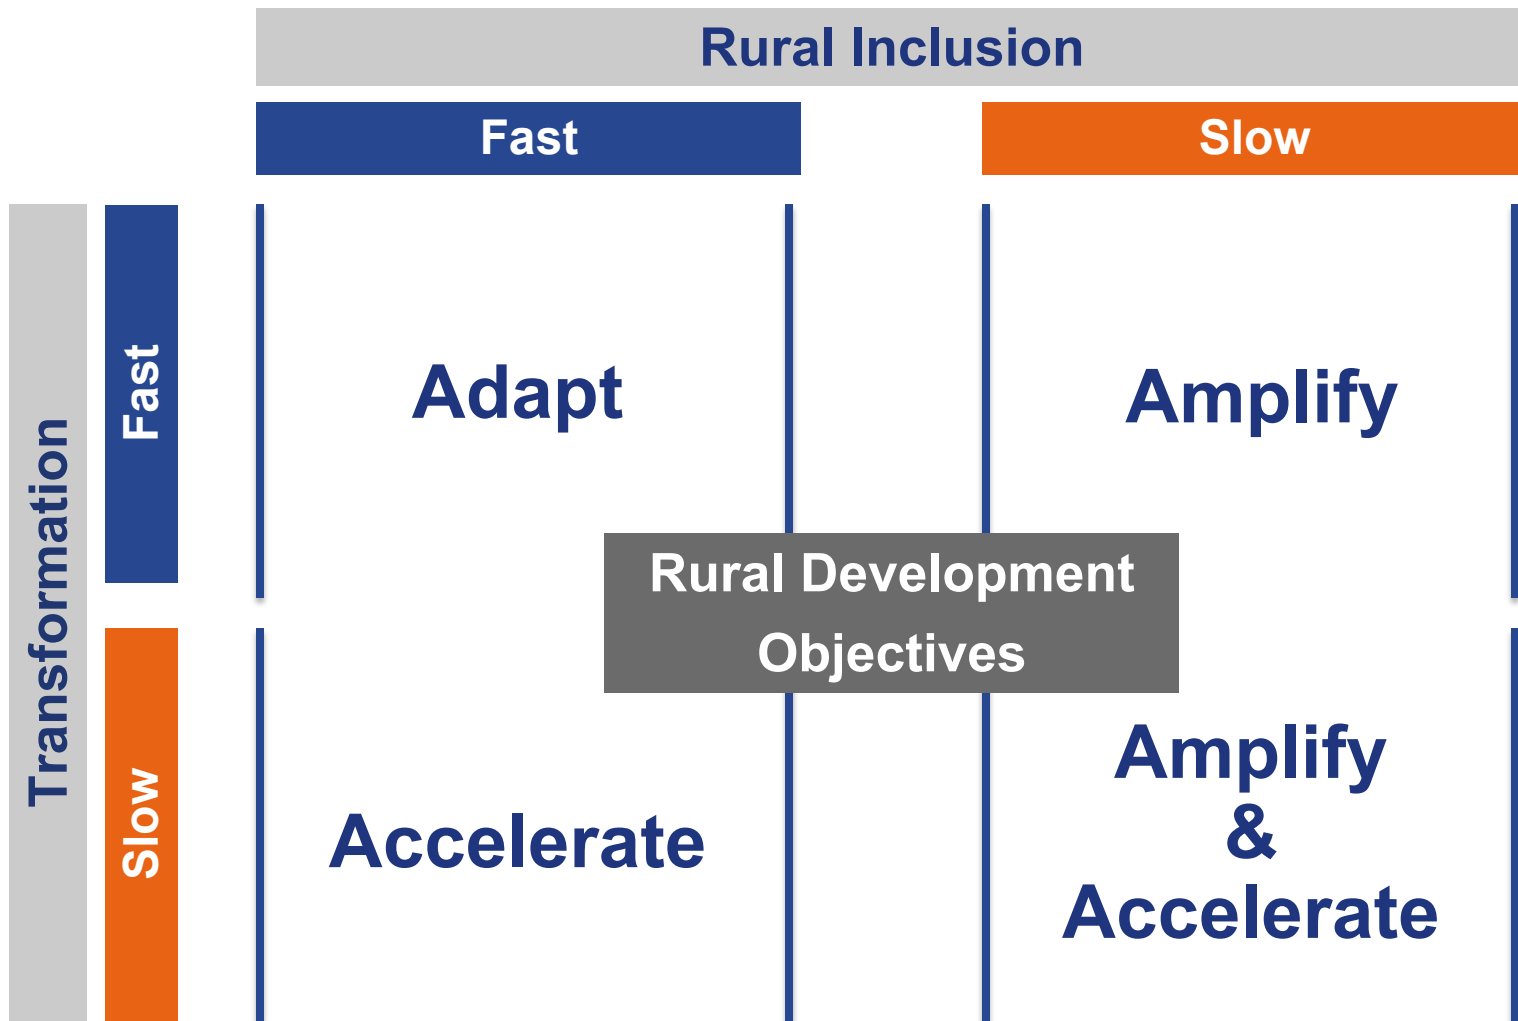 Rural Inclusion
Fast
Slow
Transformation
Fast
Adapt
Amplify
Rural Development
Objectives
Slow
Accelerate
Amplify
&
Accelerate